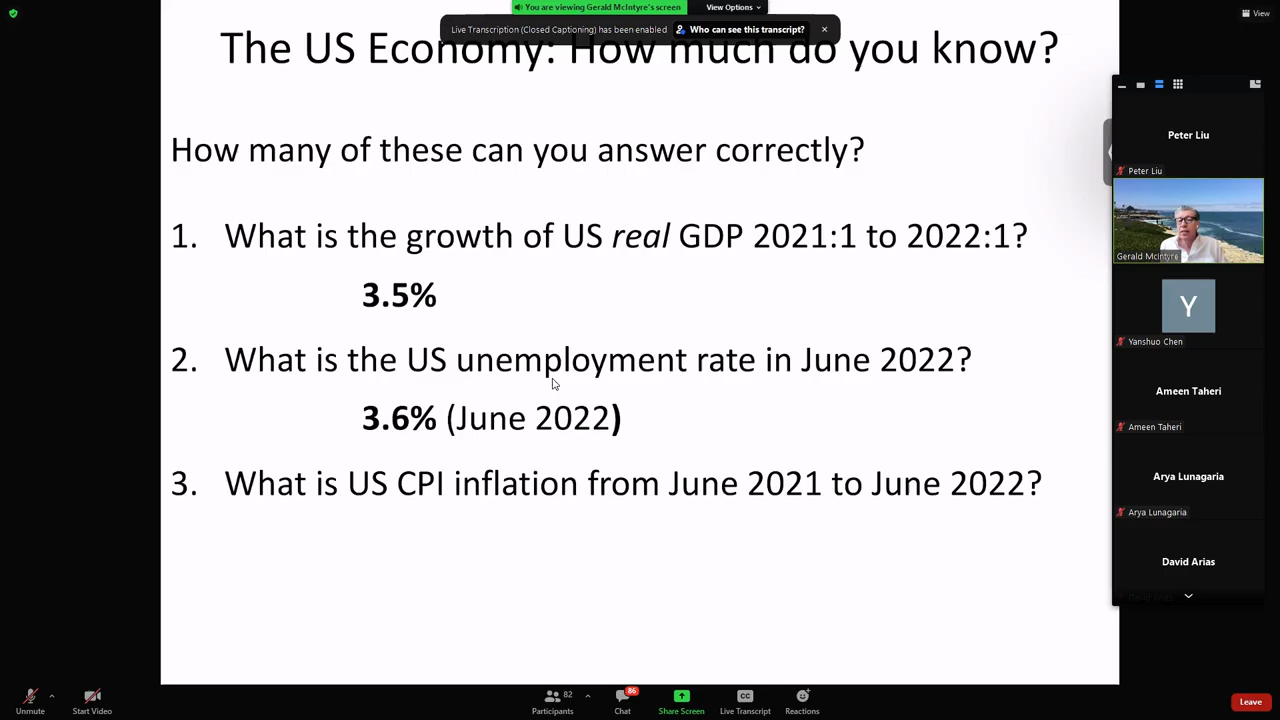 You are viewing Gerald McIntyre's screen
View Options
View
Live Transcription (Closed Captioning) has been enabled
Who can see this transcript?
The US Economy: How much do you know?
How many of these can you answer correctly?
1. What is the growth of US real GDP 2021:1 to 2022:1?
3.5%
2. What is the US unemployment rate in June 2022?
3.6% (June 2022)
3. What is US CPI inflation from June 2021 to June 2022?
Peter Liu
Peter Liu
Gerald McIntyre
Y
Yanshuo Chen
Ameen Taheri
Ameen Taheri
Arya Lunagaria
Arya Lunagaria
David Arias
Unmute
Start Video
82
Participants
86
Chat
Share Screen
CC
Live Transcript
Reactions
Leave